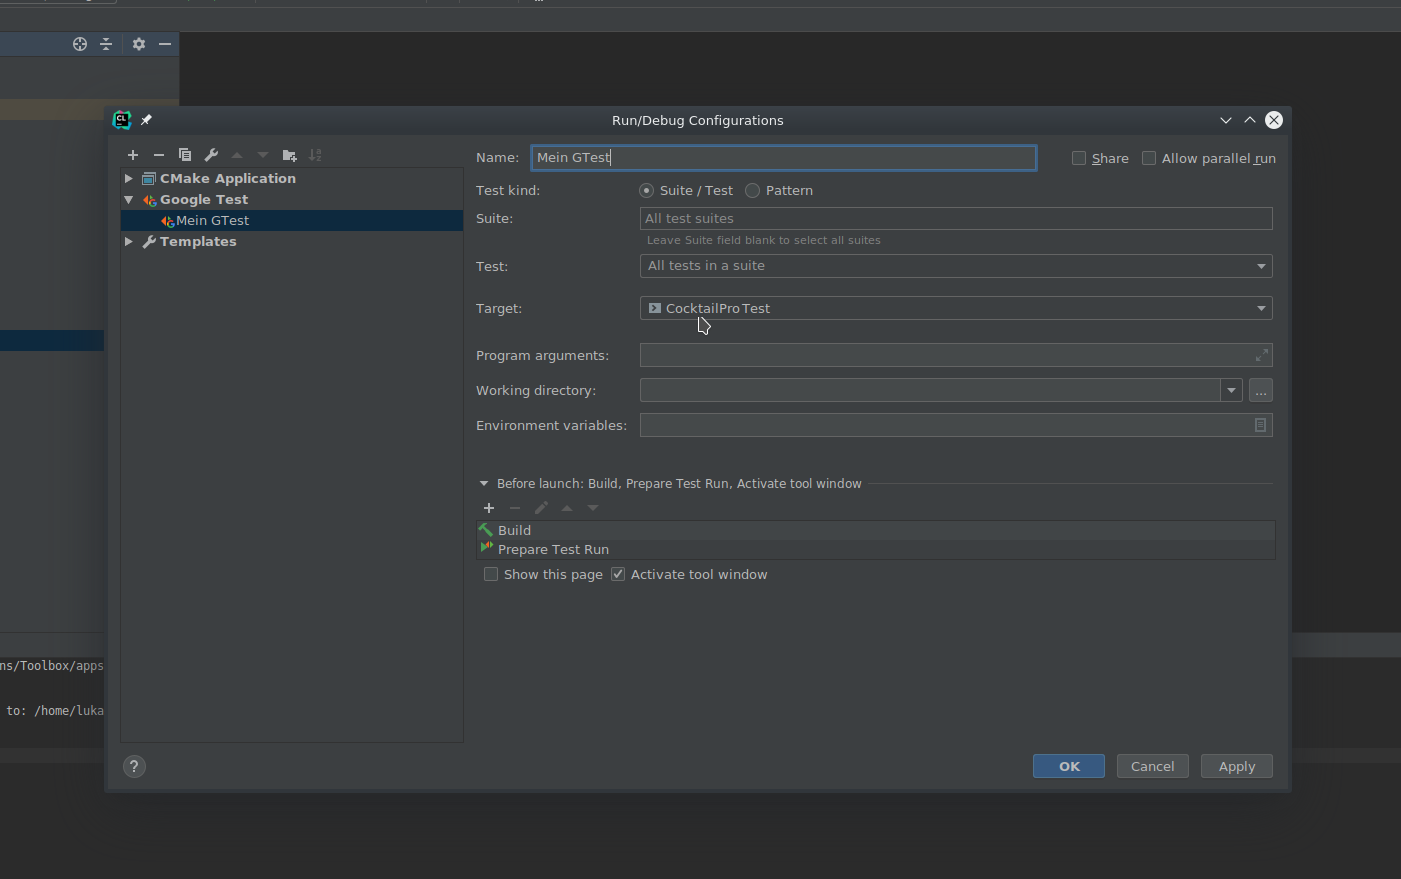 Run/Debug Configurations
CL
Name: Mein GTest Share Allow parallel run
CMake Application
Google Test
Mein GTest
Templates
Test kind: Suite / Test Pattern
Suite: All test suites
Leave Suite field blank to select all suites
Test: All tests in a suite
Target: CocktailProTest
Program arguments:
Working directory: ...
Environment variables:
Before launch: Build, Prepare Test Run, Activate tool window
Build
Prepare Test Run
Show this page Activate tool window
ns/Toolbox/apps
to: /home/luka
? OK Cancel Apply